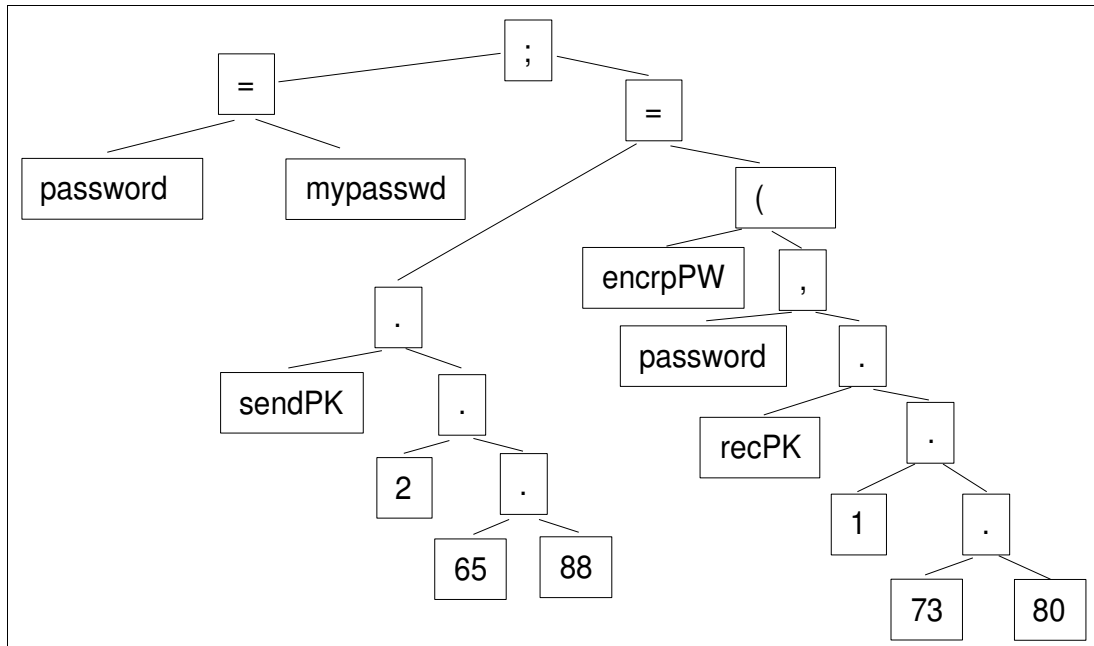 ;
=
=
password
mypasswd
(
encrpPW
,
.
password
.
sendPK
.
recPK
.
2
.
1
.
65
88
73
80